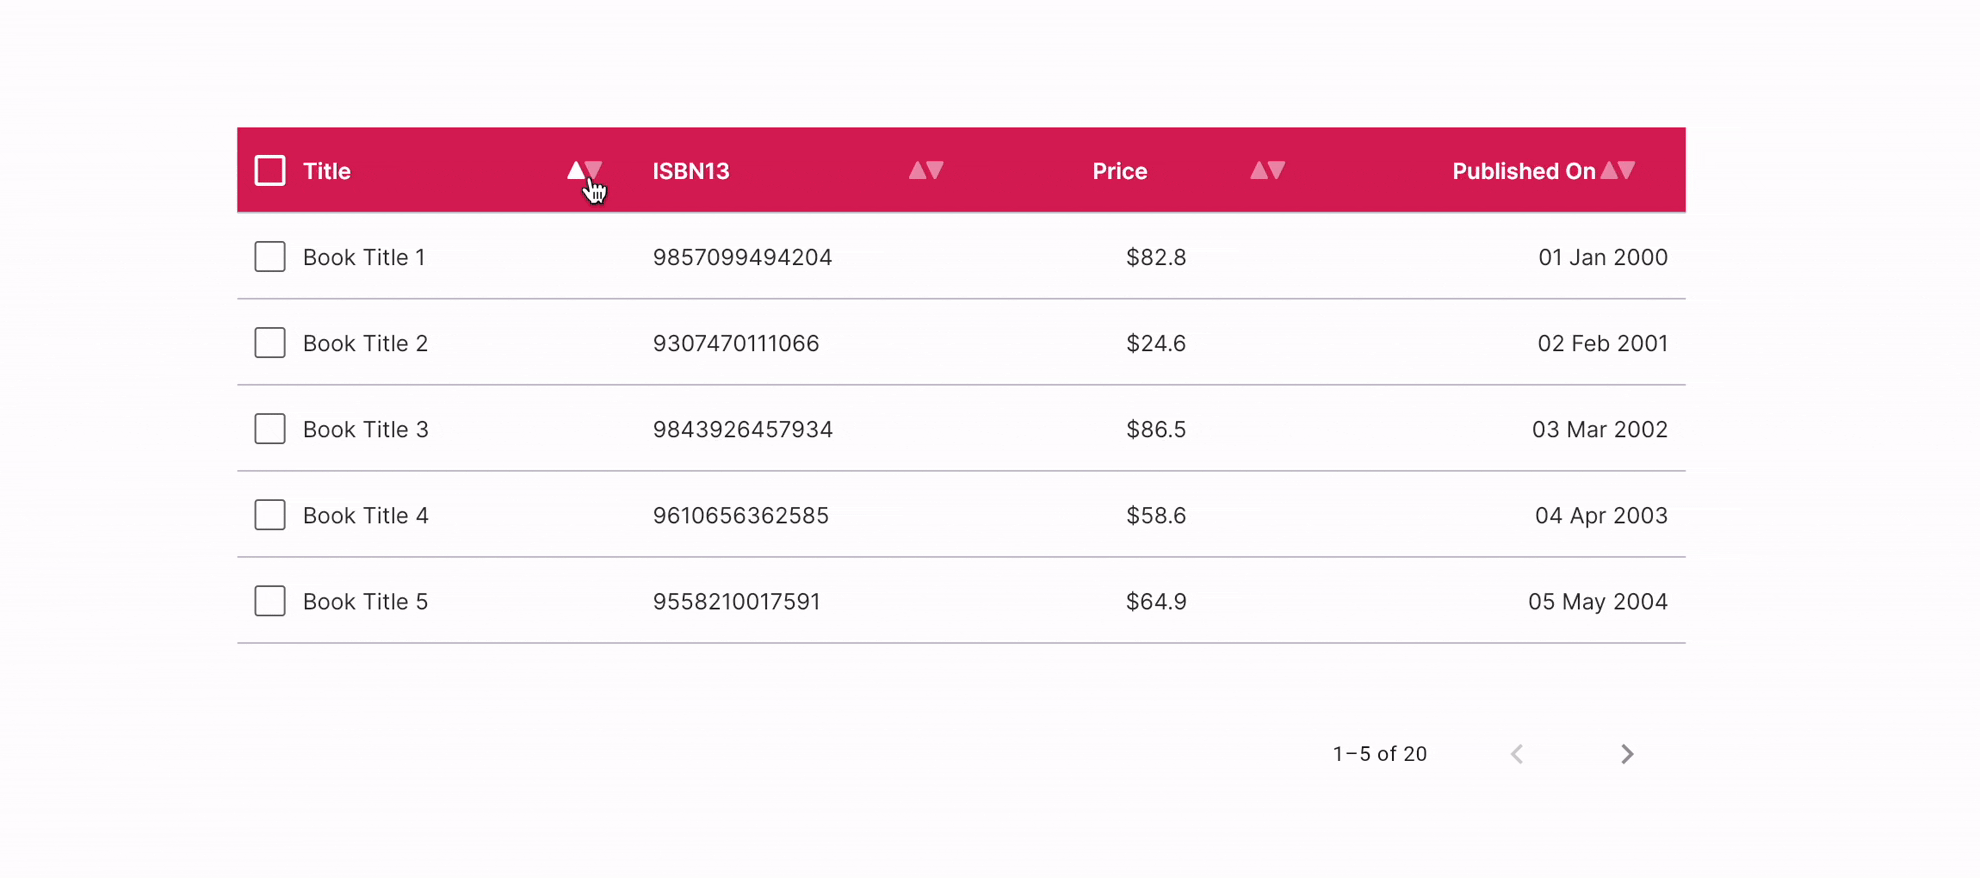 Title ISBN13 Price Published On
Book Title 1 9857099494204 $82.8 01 Jan 2000
Book Title 2 9307470111066 $24.6 02 Feb 2001
Book Title 3 9843926457934 $86.5 03 Mar 2002
Book Title 4 9610656362585 $58.6 04 Apr 2003
Book Title 5 9558210017591 $64.9 05 May 2004
1–5 of 20